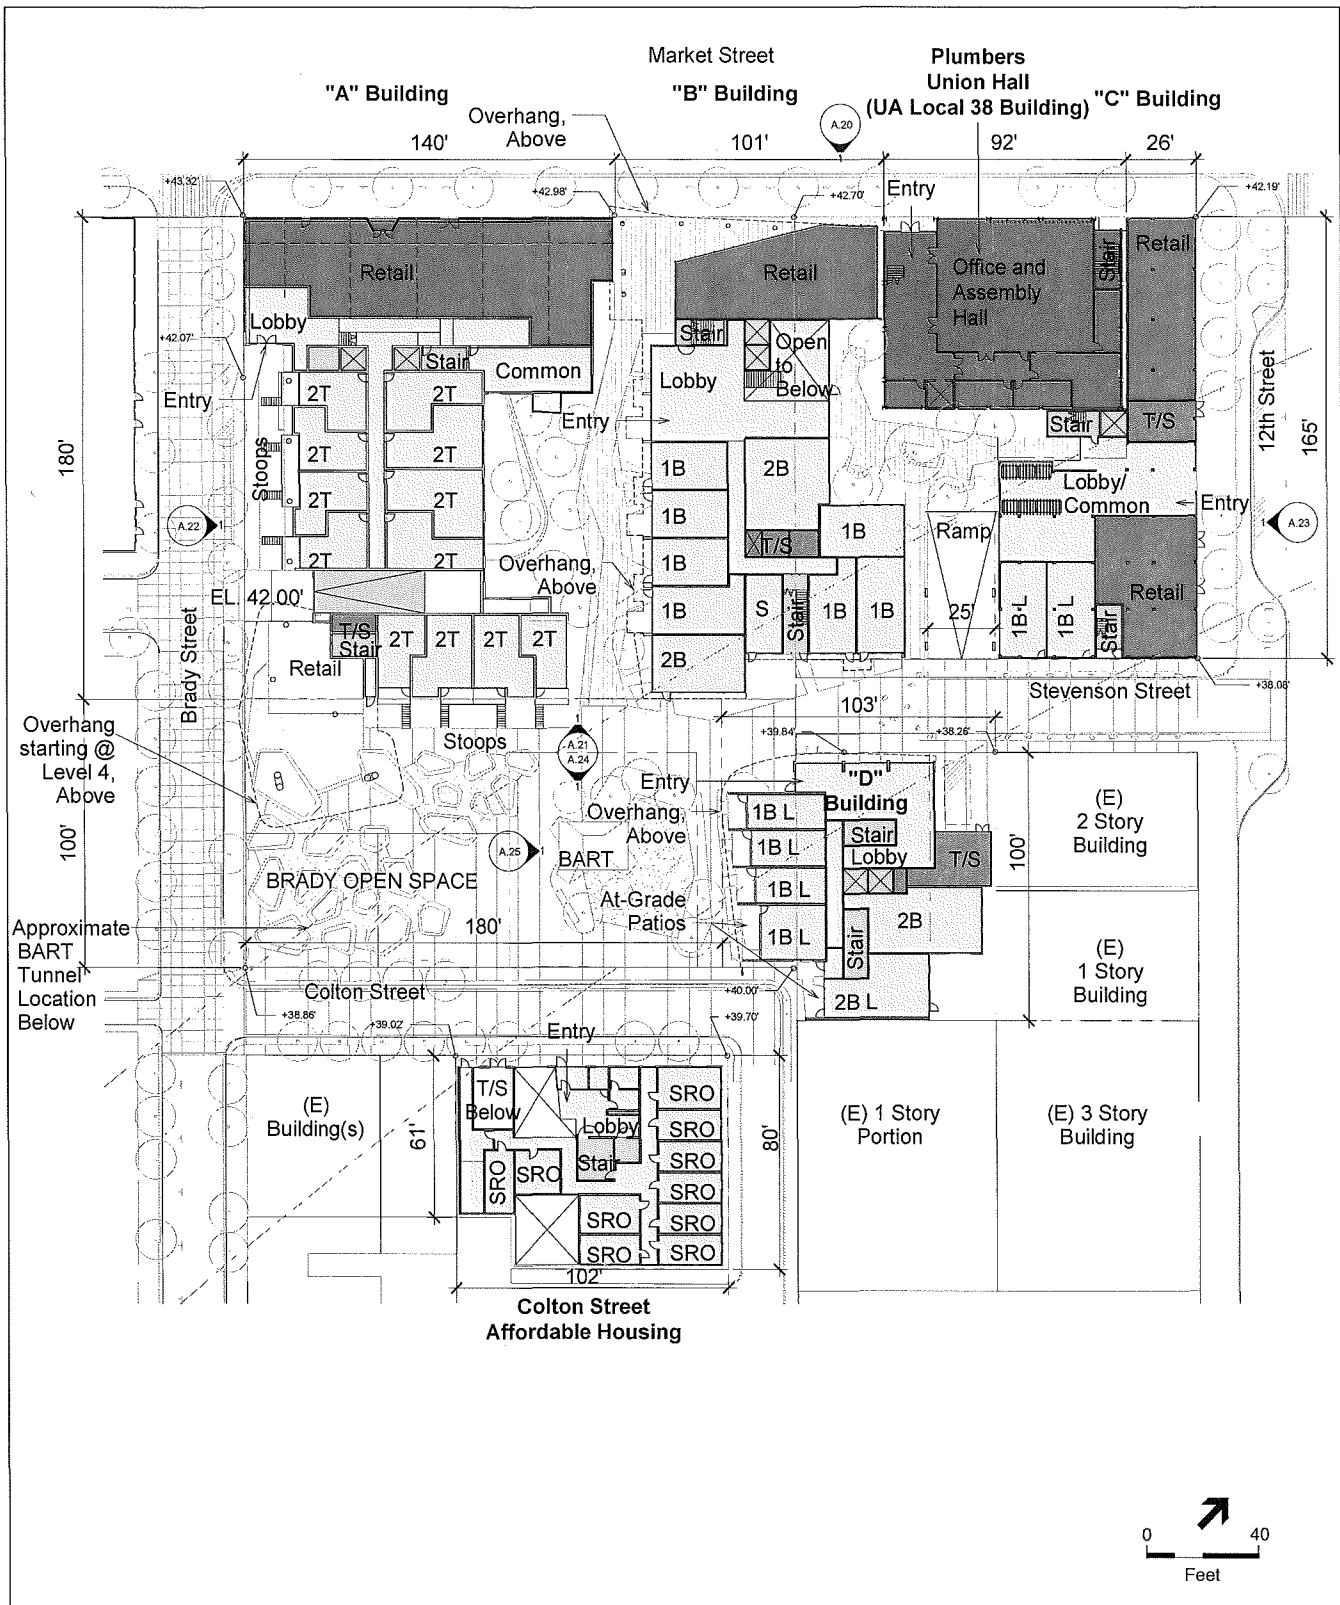 Market Street
Plumbers
Union Hall
(UA Local 38 Building)
"A" Building
"B" Building
"C" Building
Overhang,
Above
A.20
1
140'
101'
92'
26'
Entry
+43.32'
+42.98'
+42.70'
+42.19'
Retail
Retail
Office and
Assembly
Hall
Stair
Retail
Lobby
+42.07'
Stair
Common
Stair
Open
to
Below
Lobby
Entry
Entry
2T
2T
2T
2T
2T
2T
2T
2T
Stoops
180'
Stair
T/S
12th Street
165'
1B
2B
1B
1B
1B
2B
T/S
1B
S
Stair
1B
1B
Lobby/
Common
Entry
A.22
1
1
A.23
Ramp
25'
1B L
1B L
Stair
Retail
Overhang,
Above
EL. 42.00'
T/S
Stair
2T
2T
2T
2T
Retail
Brady Street
Stevenson Street
+38.08'
103'
+39.84'
+38.26'
Overhang
starting @
Level 4,
Above
Stoops
1
A.21
A.24
1
Entry
Overhang,
Above
"D"
Building
1B L
1B L
1B L
1B L
Stair
Lobby
T/S
100'
100'
(E)
2 Story
Building
A.25
1
BART
BRADY OPEN SPACE
At-Grade
Patios
2B
Stair
2B L
(E)
1 Story
Building
Approximate
BART
Tunnel
Location
Below
180'
Colton Street
+38.86'
+40.00'
+39.02'
Entry
+39.70'
(E)
Building(s)
61'
T/S
Below
Lobby
Stair
SRO
SRO
SRO
SRO
SRO
SRO
SRO
SRO
SRO
SRO
80'
(E) 1 Story
Portion
(E) 3 Story
Building
102'
Colton Street
Affordable Housing
0
40
Feet